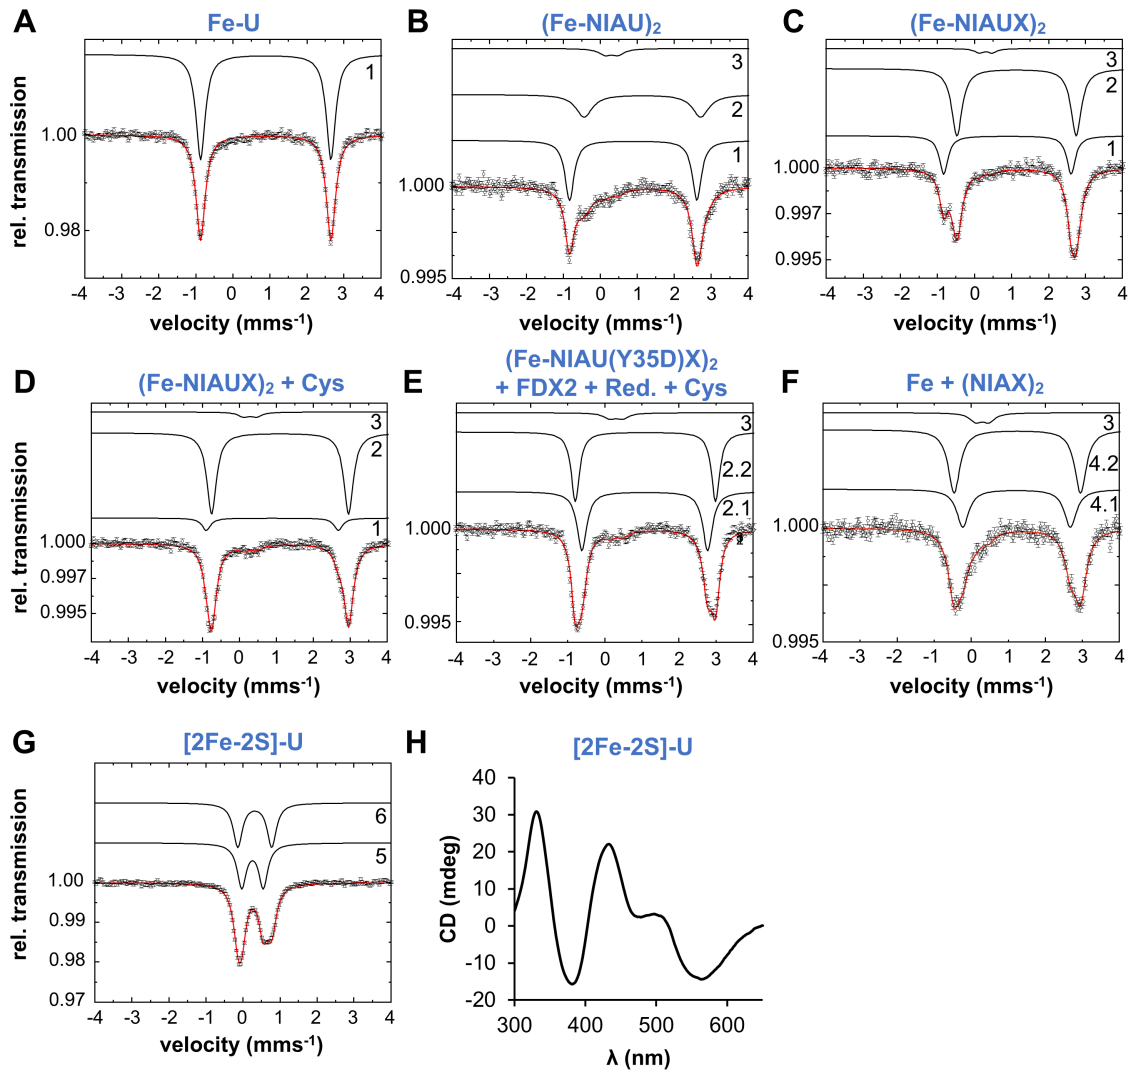 A
Fe-U
1
rel. transmission
1.00
0.98
-4 -3 -2 -1 0 1 2 3 4
velocity (mms-1)
B
(Fe-NIAU)2
3
2
1
1.000
0.995
-4 -3 -2 -1 0 1 2 3 4
velocity (mms-1)
C
(Fe-NIAUX)2
3
2
1
1.000
0.997
0.995
-4 -3 -2 -1 0 1 2 3 4
velocity (mms-1)
D
(Fe-NIAUX)2 + Cys
3
2
1
rel. transmission
1.000
0.997
0.995
-4 -3 -2 -1 0 1 2 3 4
velocity (mms-1)
E
(Fe-NIAU(Y35D)X)2
+ FDX2 + Red. + Cys
3
2.2
2.1
1.000
0.995
-4 -3 -2 -1 0 1 2 3 4
velocity (mms-1)
F
Fe + (NIAX)2
3
4.2
4.1
1.000
0.995
-4 -3 -2 -1 0 1 2 3 4
velocity (mms-1)
G
[2Fe-2S]-U
6
5
rel. transmission
1.00
0.99
0.98
0.97
-4 -3 -2 -1 0 1 2 3 4
velocity (mms-1)
H
[2Fe-2S]-U
CD (mdeg)
40
30
20
10
0
-10
-20
300 400 500 600
λ (nm)